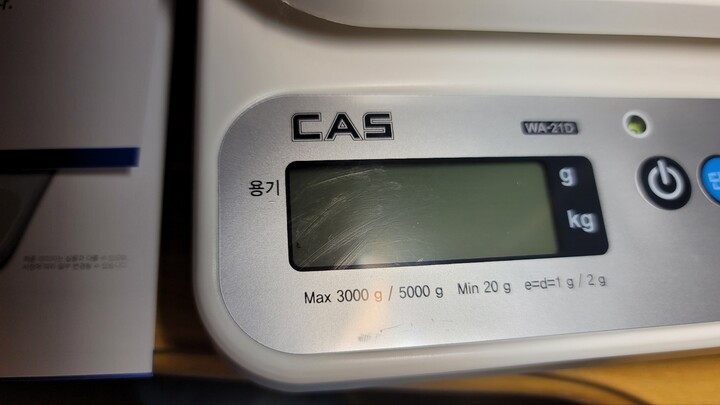 CAS
WA-21D
용기
g
kg
Max 3000 g / 5000 g Min 20 g e=d=1 g / 2 g